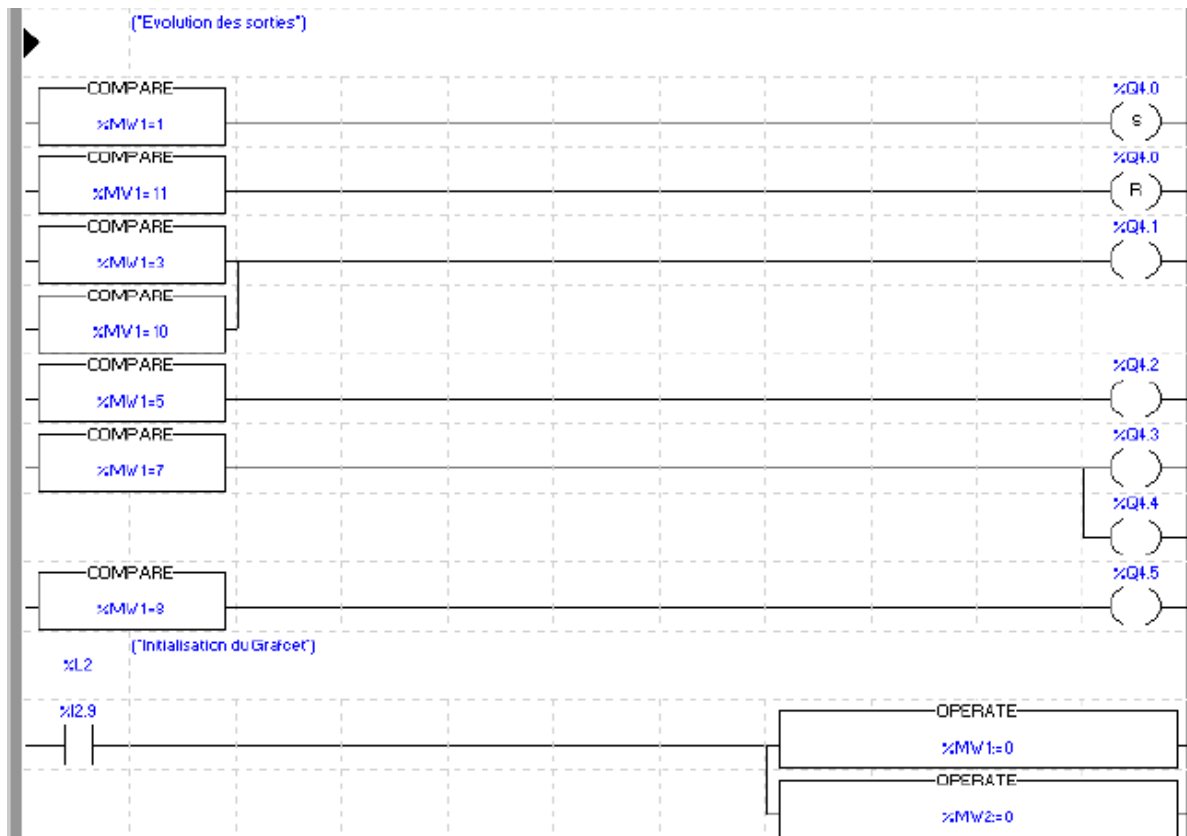 (*Evolution des sorties*)
COMPARE %Q4.0
%MW1=1 S
COMPARE %Q4.0
%MW1=11 R
COMPARE %Q4.1
%MW1=3
COMPARE
%MW1=10
COMPARE %Q4.2
%MW1=5
COMPARE %Q4.3
%MW1=7
%Q4.4
COMPARE %Q4.5
(*Initialisation du Grafcet*)
%L2
%I2.9 OPERATE
%MW1:=0
OPERATE
%MW2:=0